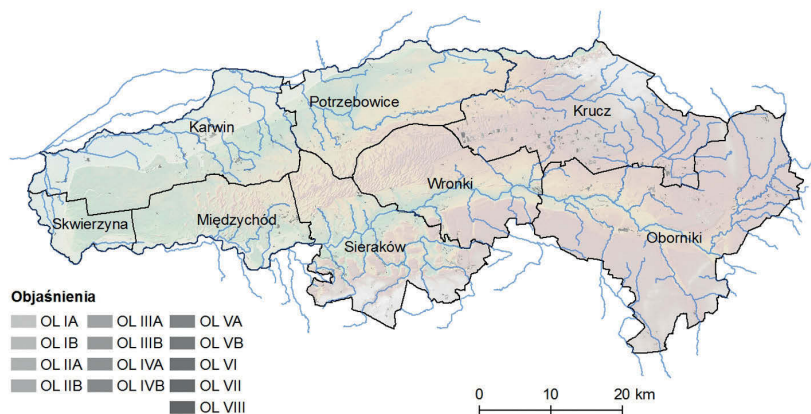 Potrzebowice
Karwin
Krucz
Wronki
Skwierzyna
Międzychód
Sieraków
Oborniki
Objaśnienia
OL IA OL IIIA OL VA
OL IB OL IIIB OL VB
OL IIA OL IVA OL VI
OL IIB OL IVB OL VII
OL VIII
0 10 20 km